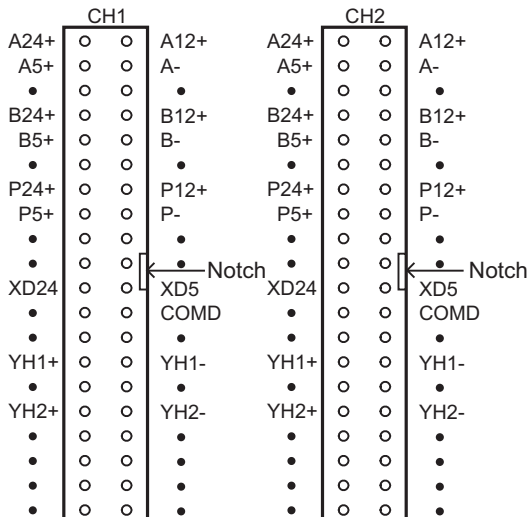 CH1 CH2
A24+ A12+ A24+ A12+
A5+ A- A5+ A-
• • • •
B24+ B12+ B24+ B12+
B5+ B- B5+ B-
• • • •
P24+ P12+ P24+ P12+
P5+ P- P5+ P-
• • • •
• • Notch • • Notch
XD24 XD5 XD24 XD5
• COMD • COMD
• • • •
YH1+ YH1- YH1+ YH1-
• • • •
YH2+ YH2- YH2+ YH2-
• • • •
• • • •
• • • •
• • • •